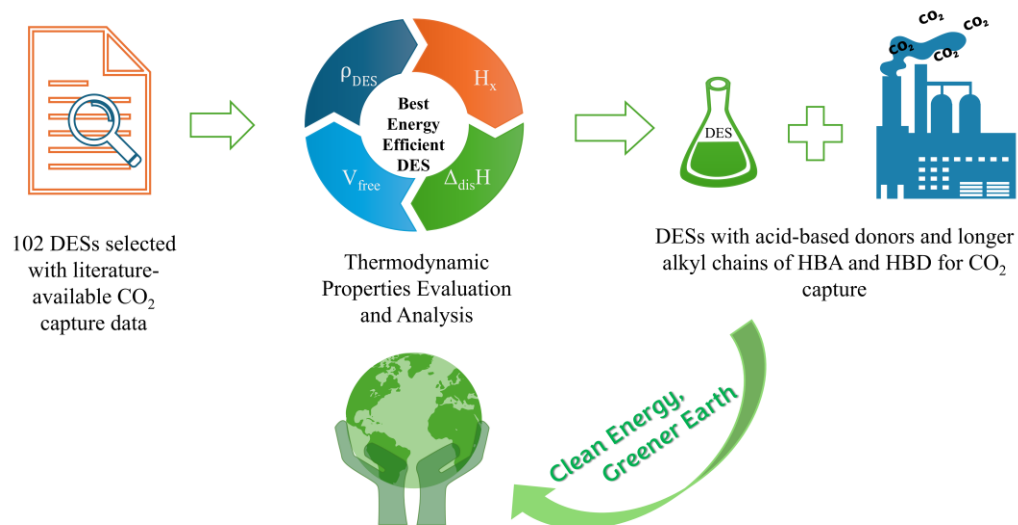 102 DESs selected
with literature-
available CO₂
capture data
ρDES
Hₓ
Best
Energy
Efficient
DES
Vfree
ΔdisH
Thermodynamic
Properties Evaluation
and Analysis
DES
CO₂
CO₂
CO₂
CO₂
DESs with acid-based donors and longer
alkyl chains of HBA and HBD for CO₂
capture
Clean Energy,
Greener Earth